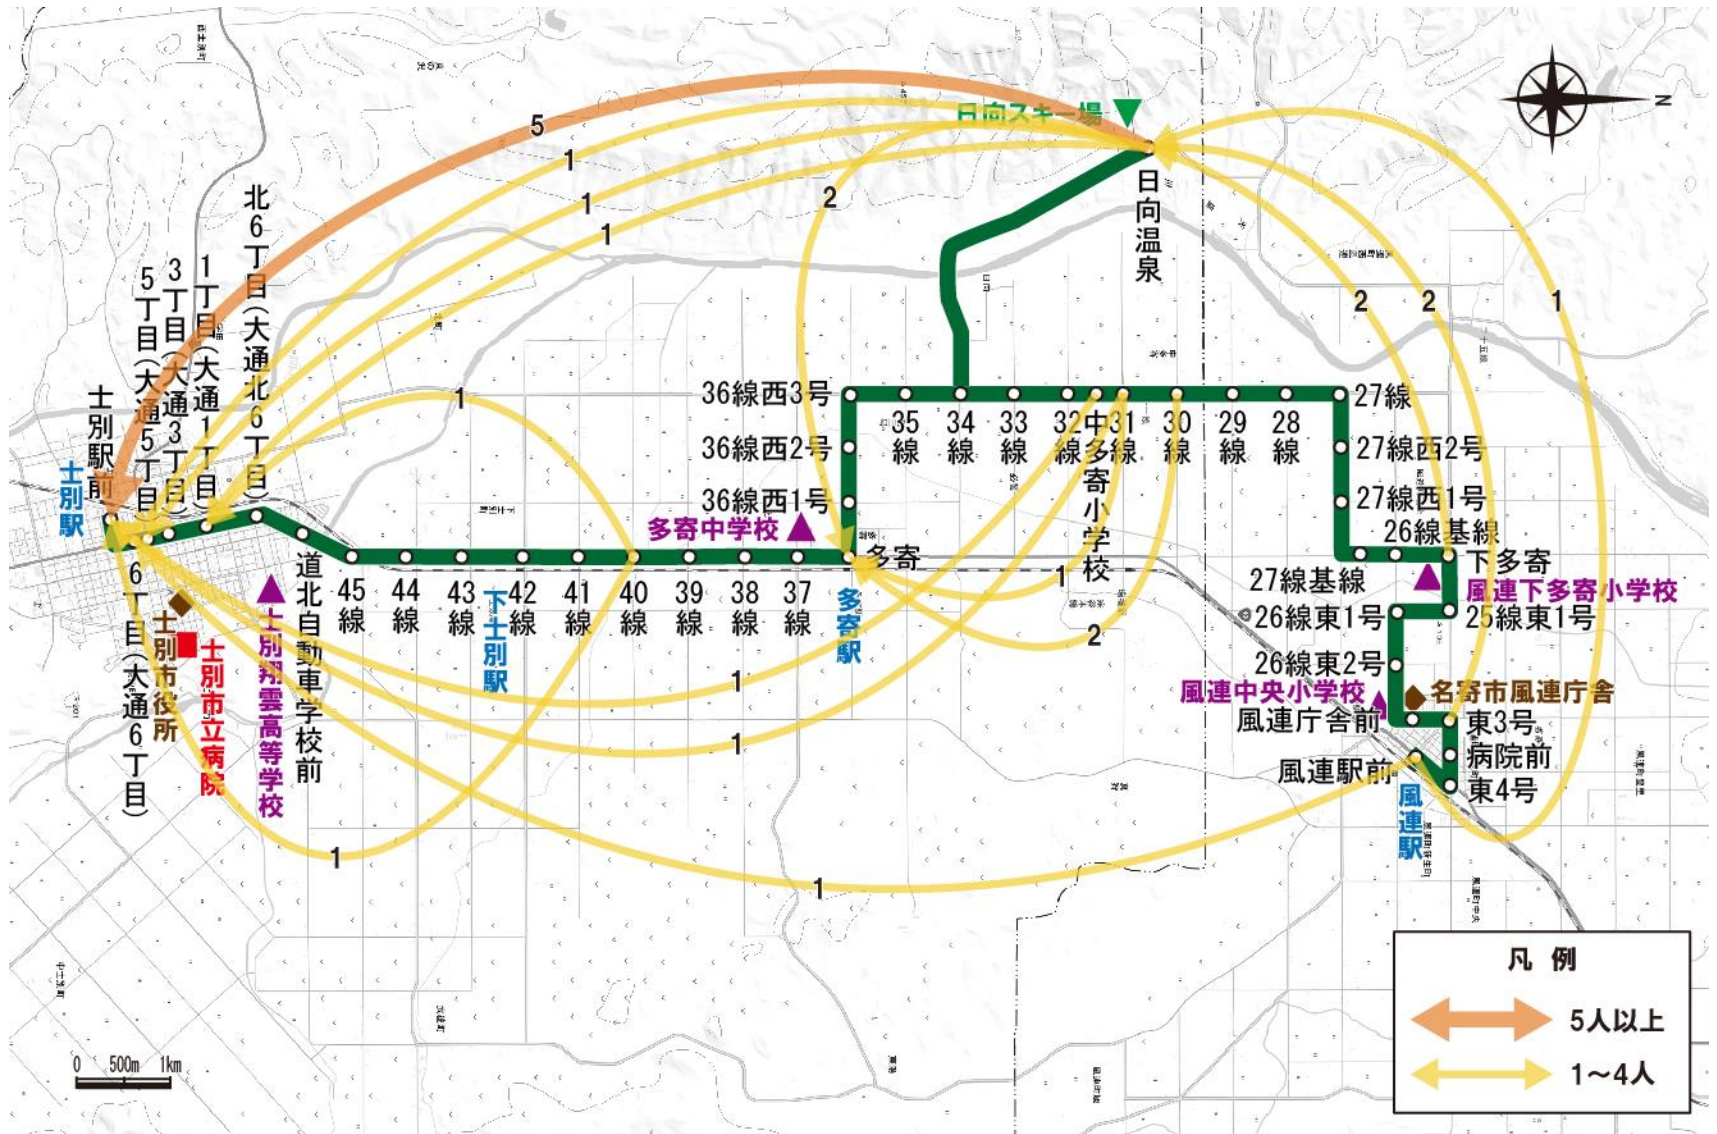 日向スキー場
N
5
1
1
1
2
日向温泉
2
2
1
北6丁目(大通北6丁目)
1丁目(大通1丁目)
3丁目(大通3丁目)
5丁目(大通5丁目)
士別駅前
士別駅
1
36線西3号
36線西2号
36線西1号
35線
34線
33線
32線
中多寄小学校
31線
30線
29線
28線
27線
27線西2号
27線西1号
26線基線
多寄中学校
多寄
下多寄
27線基線
風連下多寄小学校
26線東1号
25線東1号
26線東2号
6丁目(大通6丁目)
士別市役所
士別市立病院
士別翔雲高等学校
道北自動車学校前
45線
44線
43線
下士別駅
42線
41線
40線
39線
38線
37線
多寄駅
1
2
1
1
1
1
風連中央小学校
名寄市風連庁舎
風連庁舎前
東3号
病院前
風連駅前
東4号
風連駅
凡 例
5人以上
1~4人
0 500m 1km